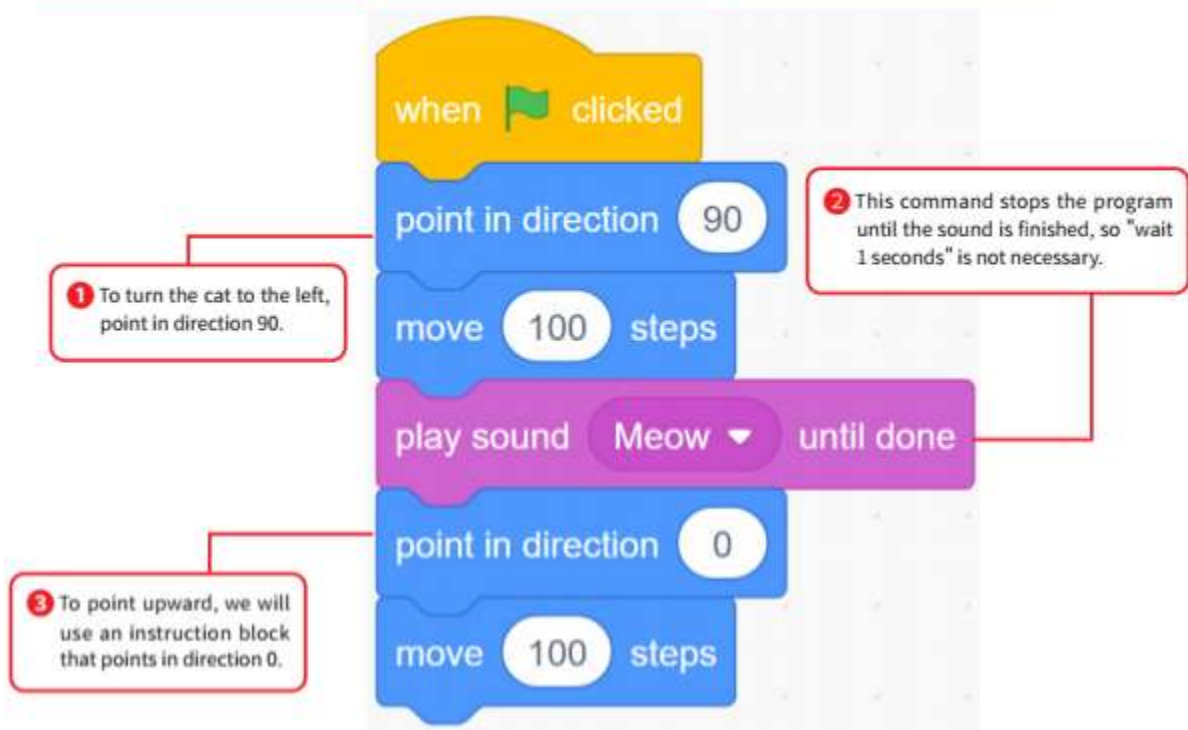 when clicked
point in direction 90
move 100 steps
play sound Meow until done
point in direction 0
move 100 steps
1 To turn the cat to the left,
point in direction 90.
2 This command stops the program
until the sound is finished, so "wait
1 seconds" is not necessary.
3 To point upward, we will
use an instruction block
that points in direction 0.